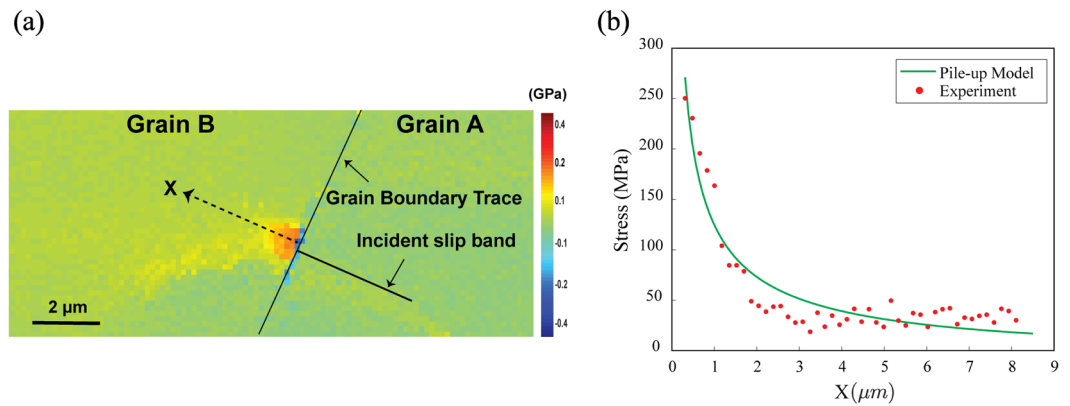 (a)
(GPa)
Grain B
Grain A
0.4
0.2
0.1
-0.1
-0.2
-0.4
X
Grain Boundary Trace
Incident slip band
2 μm
(b)
300
250
200
150
100
50
0
Stress (MPa)
Pile-up Model
Experiment
0 1 2 3 4 5 6 7 8 9
X(μm)